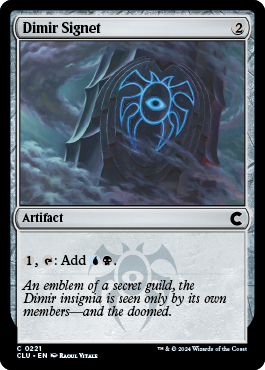 Dimir Signet 2
Artifact
1, T: Add UB.
An emblem of a secret guild, the
Dimir insignia is seen only by its own
members—and the doomed.
C 0221
CLU • EN Raoul Vitale
™ & © 2024 Wizards of the Coast